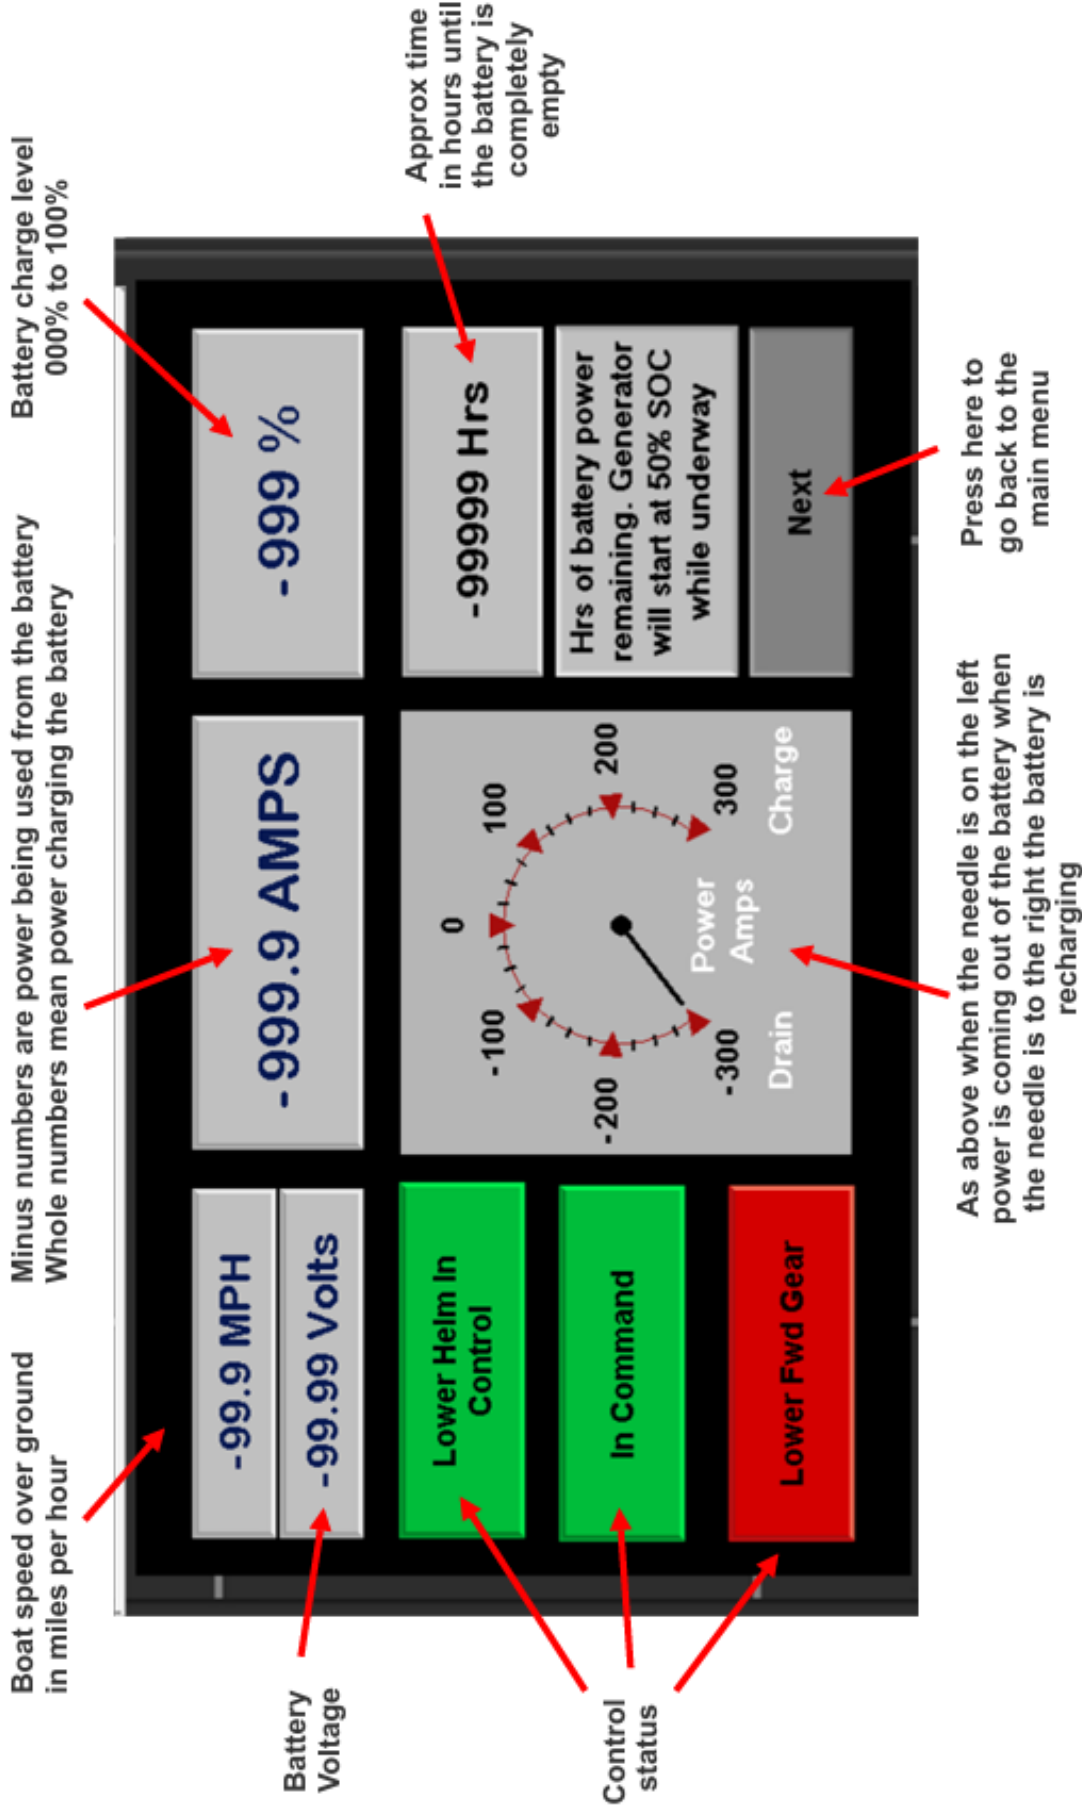 Boat speed over ground
in miles per hour
Minus numbers are power being used from the battery
Whole numbers mean power charging the battery
Battery charge level
000% to 100%
Approx time
in hours until
the battery is
completely
empty
Battery
Voltage
Control
status
-99.9 MPH
-99.99 Volts
-999.9 AMPS
-999 %
Lower Helm In
Control
In Command
Lower Fwd Gear
0
-100
100
-200
200
-300
300
Power
Amps
Drain
Charge
-99999 Hrs
Hrs of battery power
remaining. Generator
will start at 50% SOC
while underway
Next
As above when the needle is on the left
power is coming out of the battery when
the needle is to the right the battery is
recharging
Press here to
go back to the
main menu